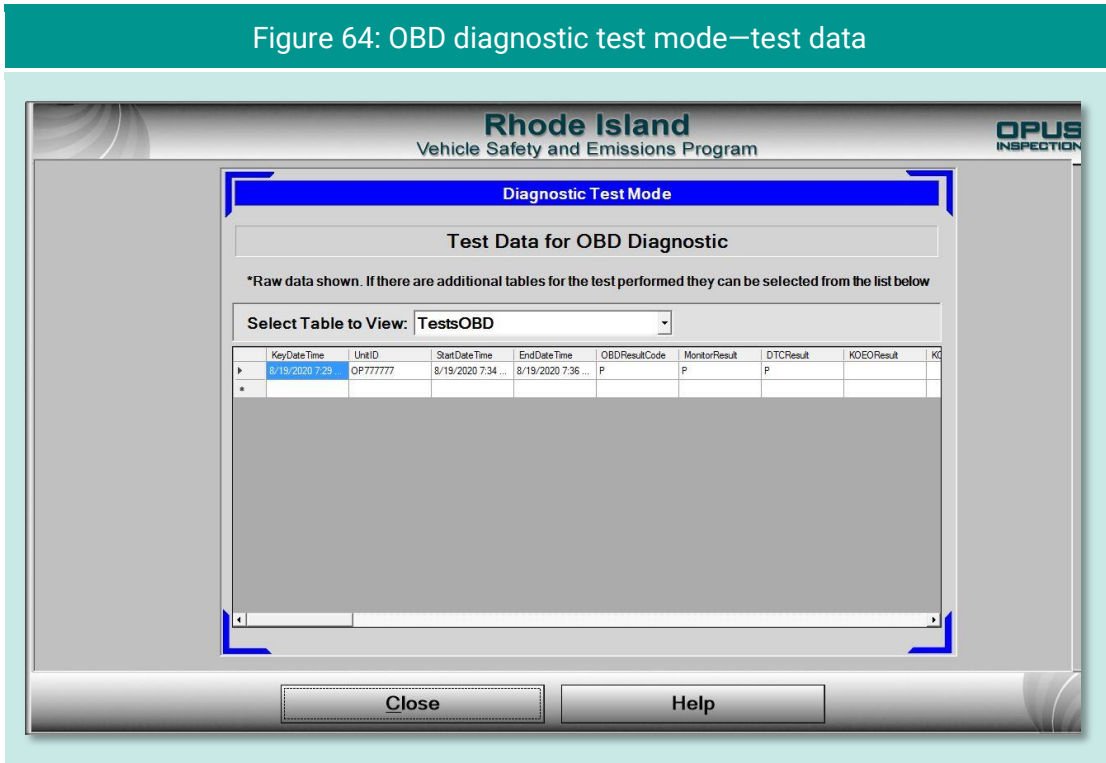 Figure 64: OBD diagnostic test mode—test data
Rhode Island
Vehicle Safety and Emissions Program
OPUS
INSPECTION
Diagnostic Test Mode
Test Data for OBD Diagnostic
*Raw data shown. If there are additional tables for the test performed they can be selected from the list below
Select Table to View: TestsOBD
KeyDateTime UnitID StartDateTime EndDateTime OBDResultCode MonitorResult DTCResult KOEOResult KO
8/19/2020 7:29 ... OP777777 8/19/2020 7:34 ... 8/19/2020 7:36 ... P P P
*
Close Help